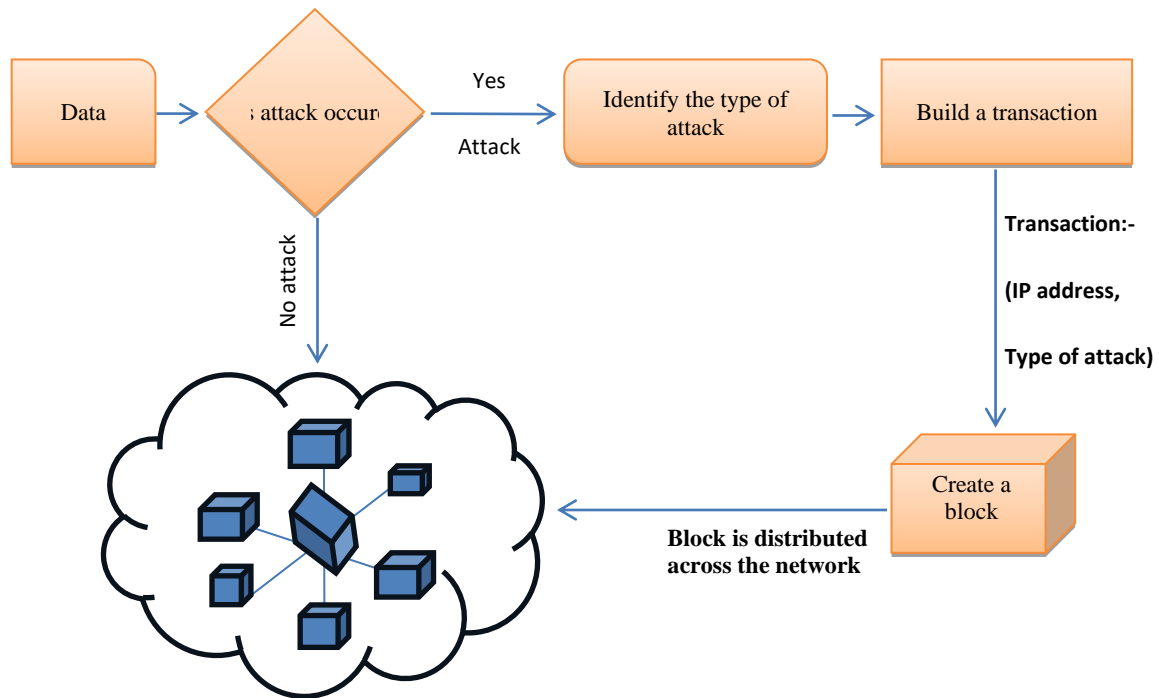 Data
attack occure
Yes
Attack
Identify the type of
attack
Build a transaction
No attack
Transaction:-
(IP address,
Type of attack)
Create a
block
Block is distributed
across the network